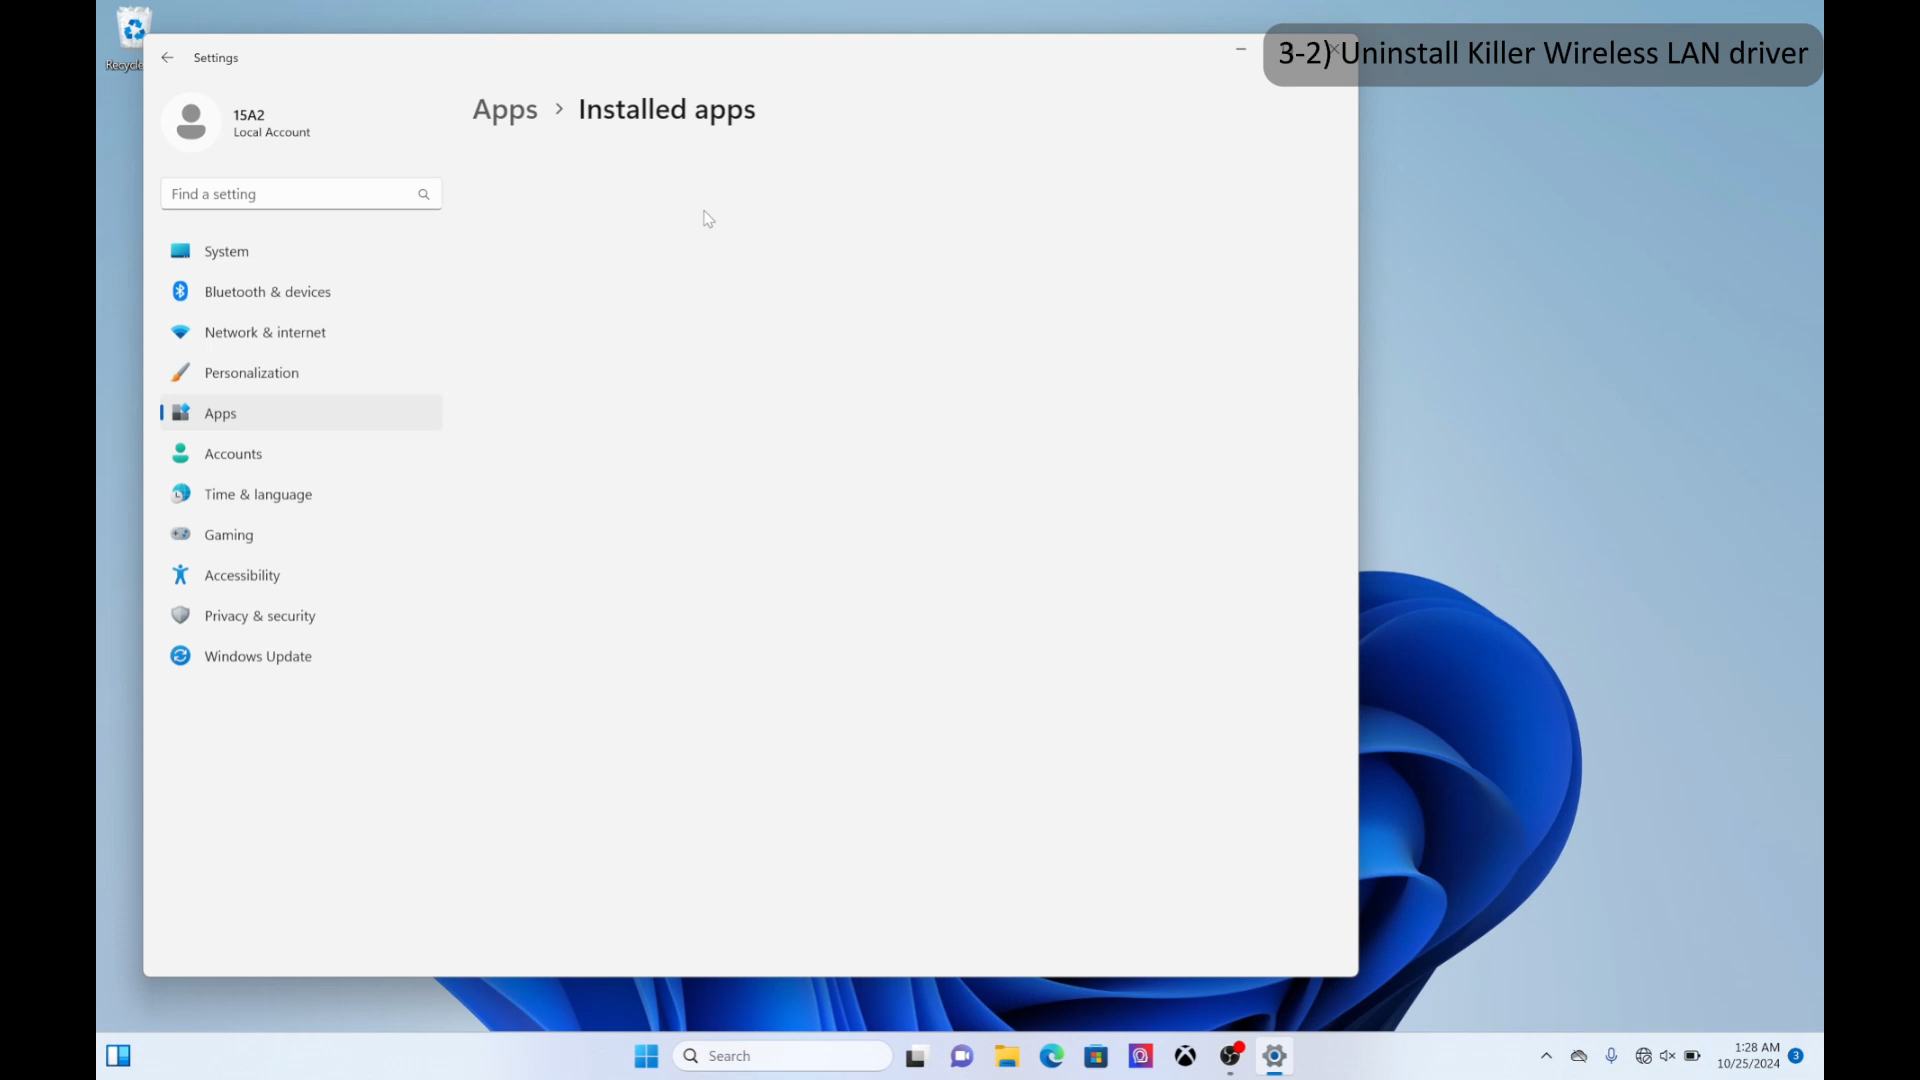 Recycle
Settings
3-2) Uninstall Killer Wireless LAN driver
15A2
Local Account
Apps > Installed apps
Find a setting
System
Bluetooth & devices
Network & internet
Personalization
Apps
Accounts
Time & language
Gaming
Accessibility
Privacy & security
Windows Update
Search
1:28 AM
10/25/2024
3